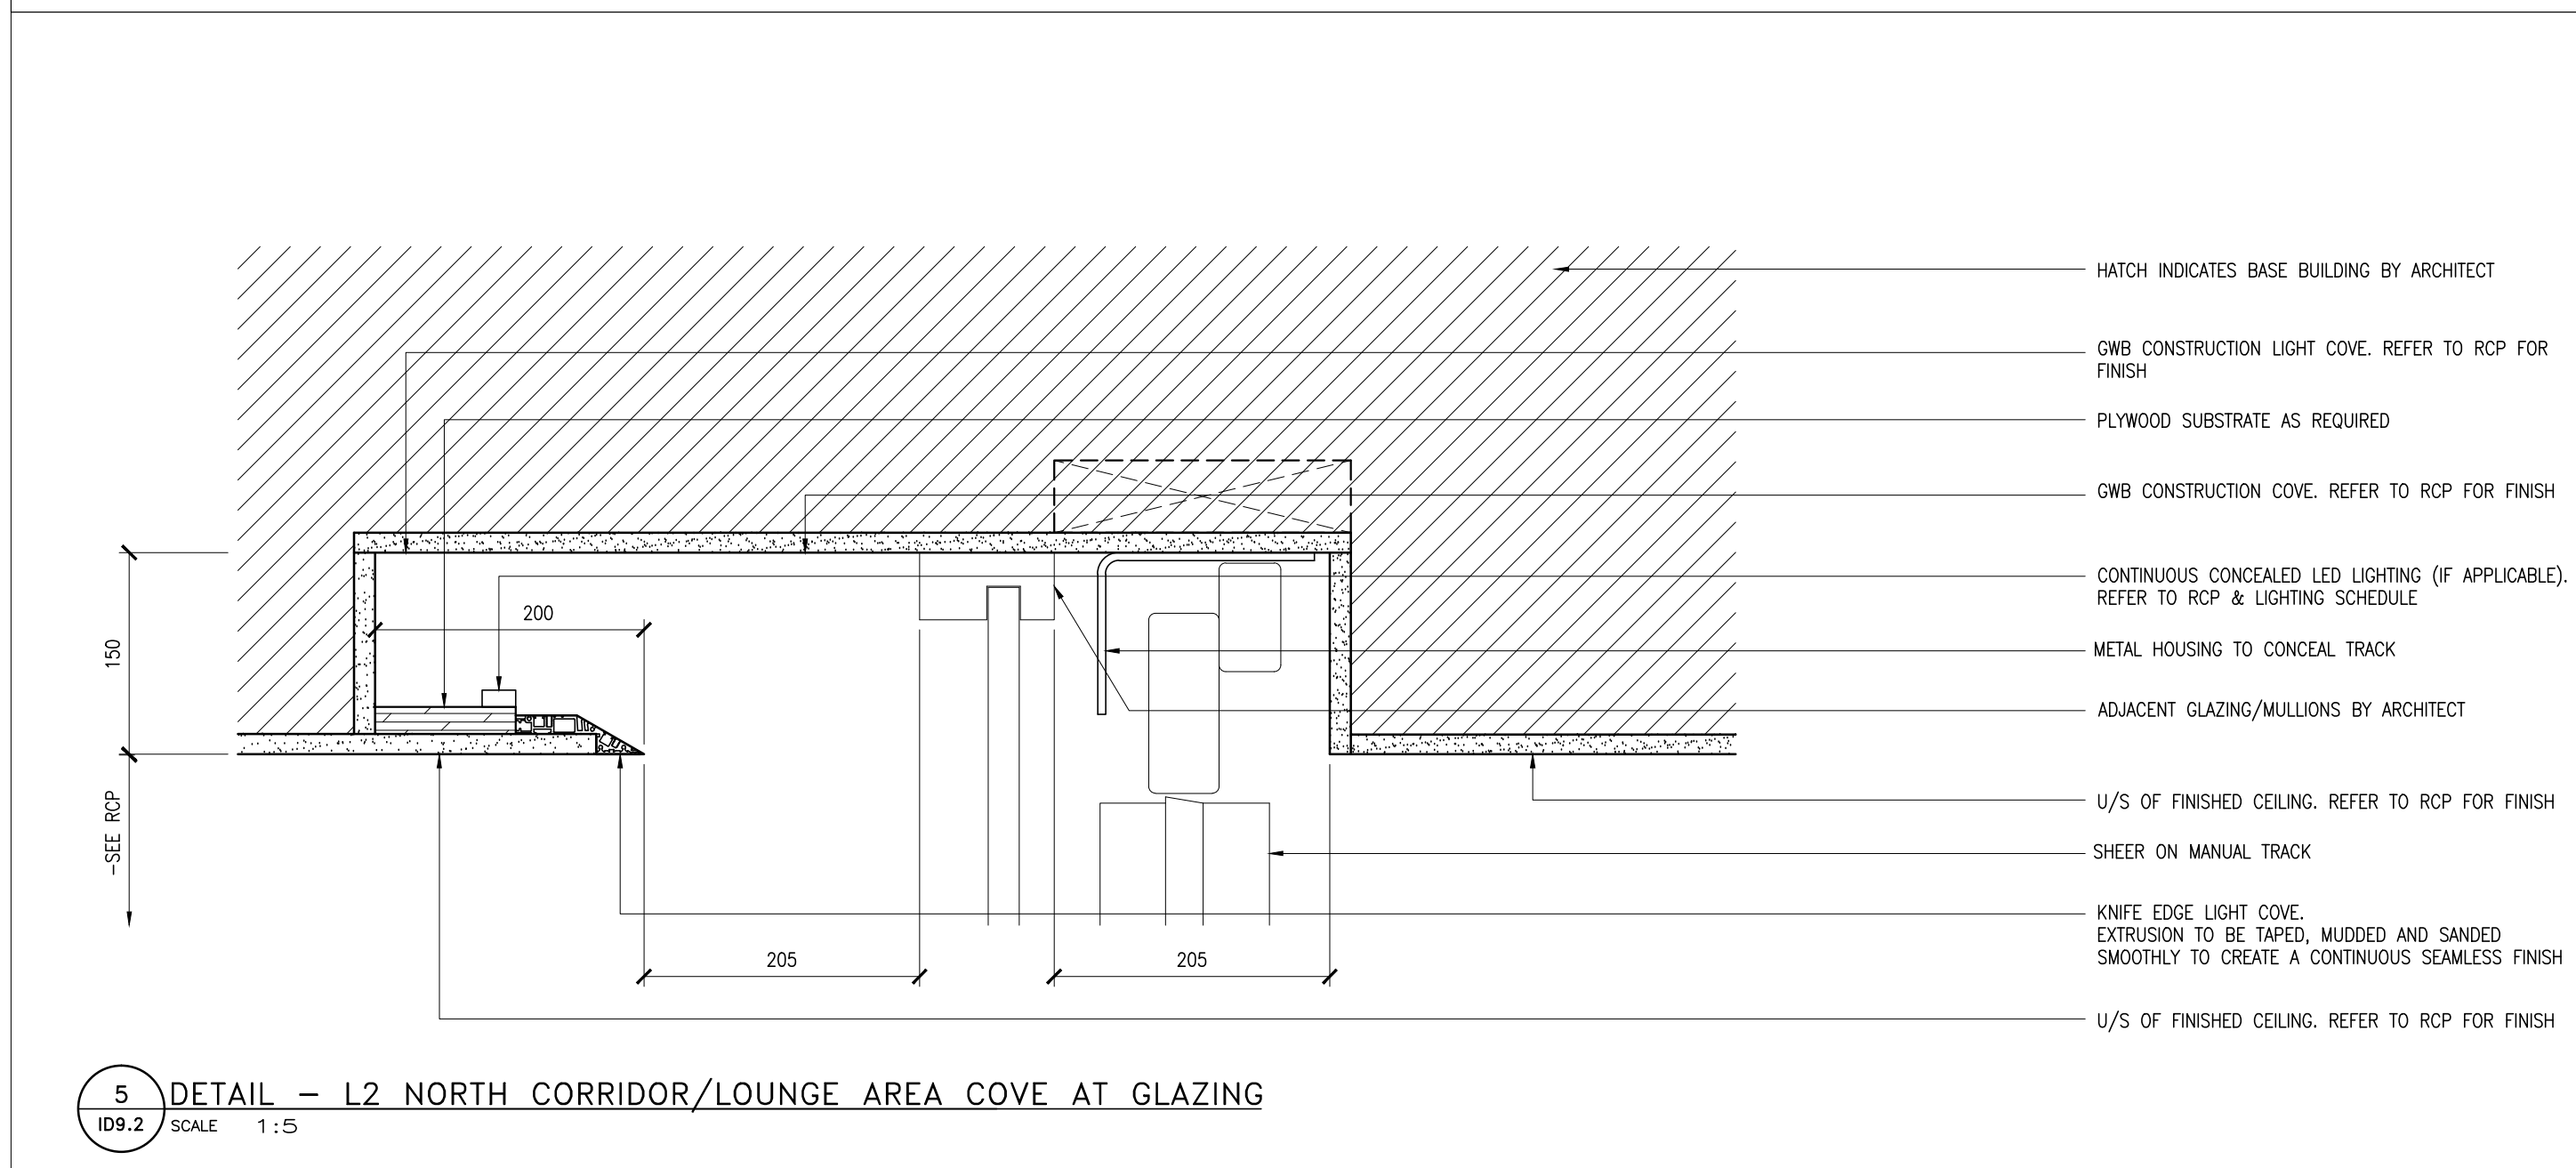 HATCH INDICATES BASE BUILDING BY ARCHITECT
GWB CONSTRUCTION LIGHT COVE. REFER TO RCP FOR
FINISH
PLYWOOD SUBSTRATE AS REQUIRED
GWB CONSTRUCTION COVE. REFER TO RCP FOR FINISH
CONTINUOUS CONCEALED LED LIGHTING (IF APPLICABLE).
REFER TO RCP & LIGHTING SCHEDULE
METAL HOUSING TO CONCEAL TRACK
ADJACENT GLAZING/MULLIONS BY ARCHITECT
U/S OF FINISHED CEILING. REFER TO RCP FOR FINISH
SHEER ON MANUAL TRACK
KNIFE EDGE LIGHT COVE.
EXTRUSION TO BE TAPED, MUDDED AND SANDED
SMOOTHLY TO CREATE A CONTINUOUS SEAMLESS FINISH
U/S OF FINISHED CEILING. REFER TO RCP FOR FINISH
200
150
-SEE RCP
205
205
5
ID9.2
DETAIL - L2 NORTH CORRIDOR/LOUNGE AREA COVE AT GLAZING
SCALE 1:5